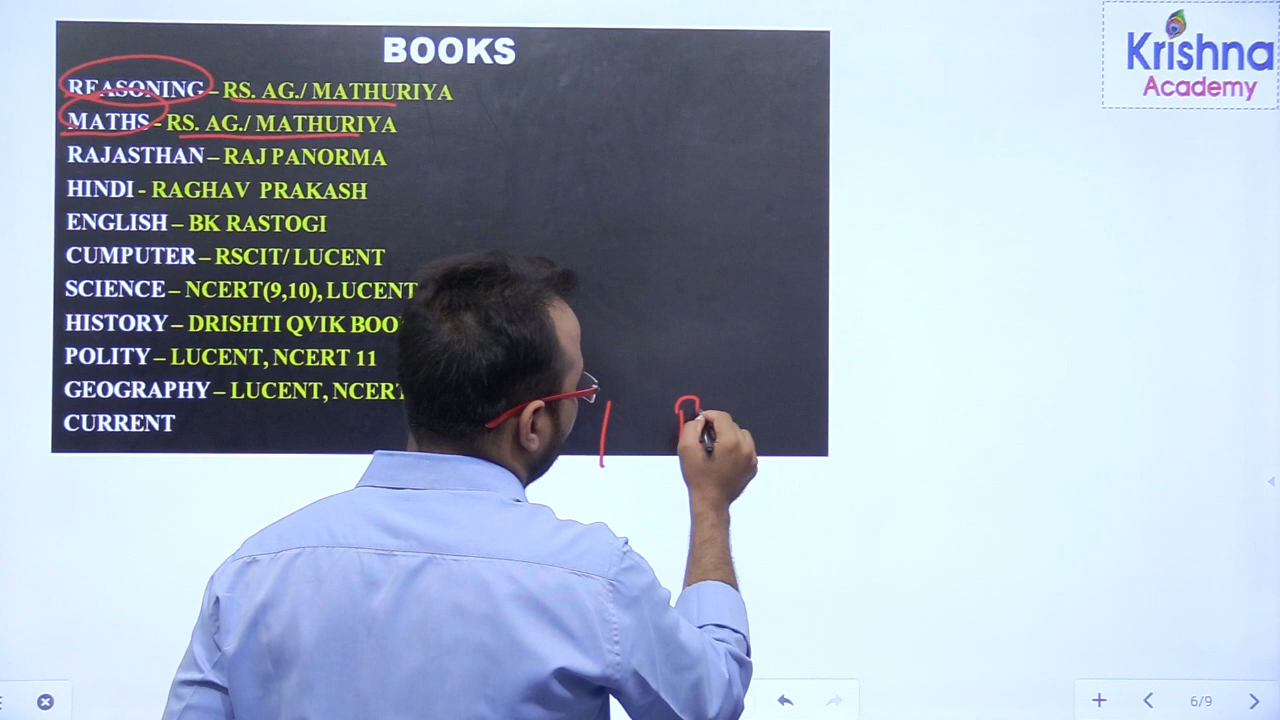 BOOKS
REASONING – RS. AG./ MATHURIYA
MATHS - RS. AG./ MATHURIYA
RAJASTHAN – RAJ PANORMA
HINDI - RAGHAV PRAKASH
ENGLISH – BK RASTOGI
CUMPUTER – RSCIT/ LUCENT
SCIENCE – NCERT(9,10), LUCENT
HISTORY – DRISHTI QVIK
POLITY – LUCENT, NCERT 11
GEOGRAPHY – LUCENT, NCERT
CURRENT
Krishna
Academy
6/9